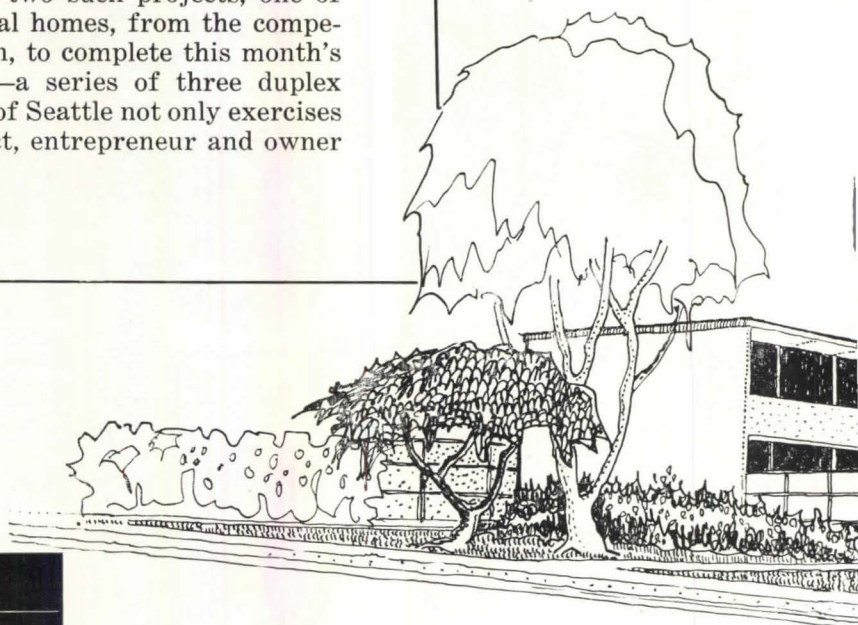 two such projects, one of
al homes, from the compe-
n, to complete this month's
—a series of three duplex
of Seattle not only exercises
ct, entrepreneur and owner